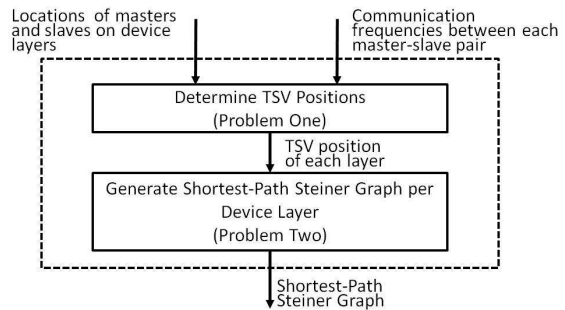 Locations of masters
and slaves on device
layers
Communication
frequencies between each
master-slave pair
Determine TSV Positions
(Problem One)
TSV position
of each layer
Generate Shortest-Path Steiner Graph per
Device Layer
(Problem Two)
Shortest-Path
Steiner Graph